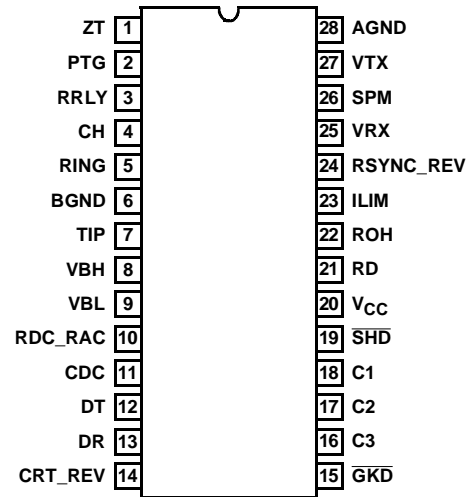 ZT 1 28 AGND
PTG 2 27 VTX
RRLY 3 26 SPM
CH 4 25 VRX
RING 5 24 RSYNC_REV
BGND 6 23 ILIM
TIP 7 22 ROH
VBH 8 21 RD
VBL 9 20 VCC
RDC_RAC 10 19 SHD
CDC 11 18 C1
DT 12 17 C2
DR 13 16 C3
CRT_REV 14 15 GKD